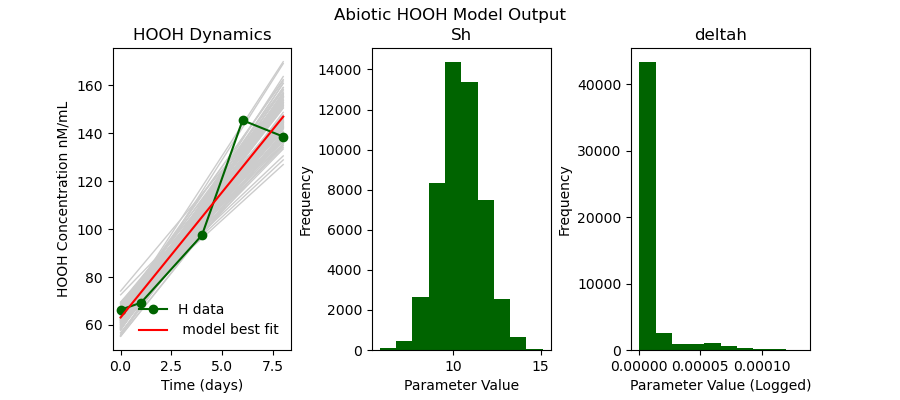 Abiotic HOOH Model Output
HOOH Dynamics
HOOH Concentration nM/mL
160
140
120
100
80
60
H data
model best fit
0.0 2.5 5.0 7.5
Time (days)
Sh
Frequency
14000
12000
10000
8000
6000
4000
2000
0
10 15
Parameter Value
deltah
Frequency
40000
30000
20000
10000
0
0.00000 0.00005 0.00010
Parameter Value (Logged)